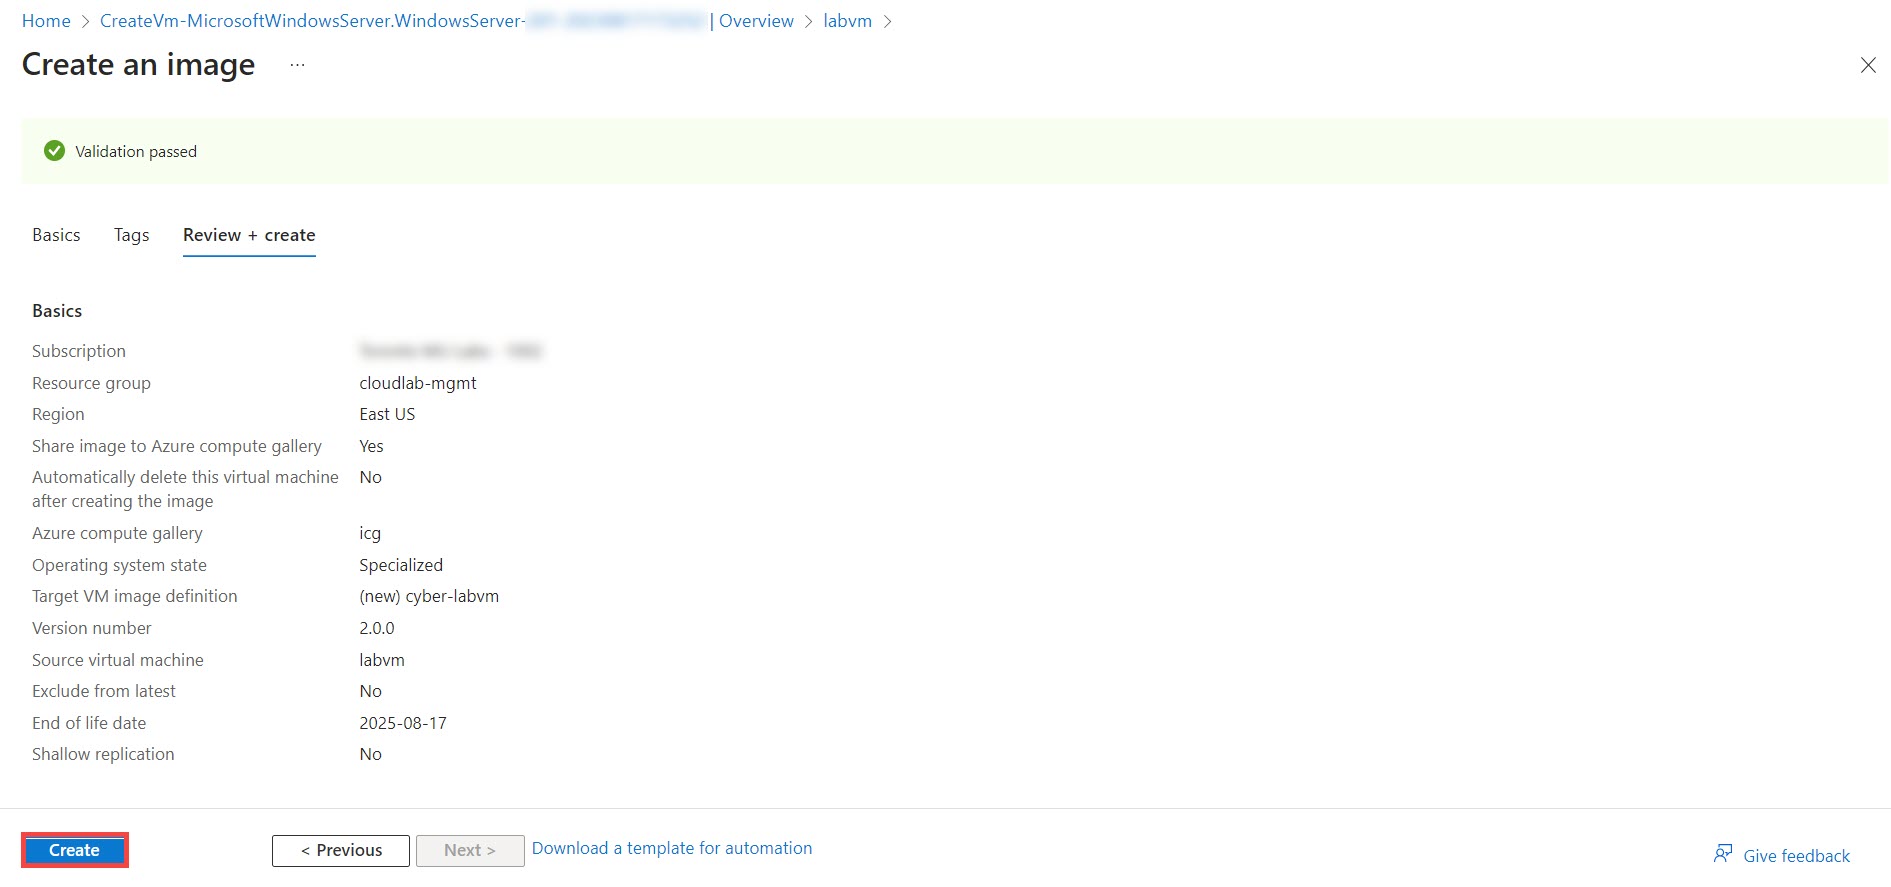 Home > CreateVm-MicrosoftWindowsServer.WindowsServer- | Overview > labvm >
Create an image ...
Validation passed
Basics Tags Review + create
Basics
Subscription
Resource group cloudlab-mgmt
Region East US
Share image to Azure compute gallery Yes
Automatically delete this virtual machine No
after creating the image
Azure compute gallery icg
Operating system state Specialized
Target VM image definition (new) cyber-labvm
Version number 2.0.0
Source virtual machine labvm
Exclude from latest No
End of life date 2025-08-17
Shallow replication No
Create < Previous Next > Download a template for automation Give feedback